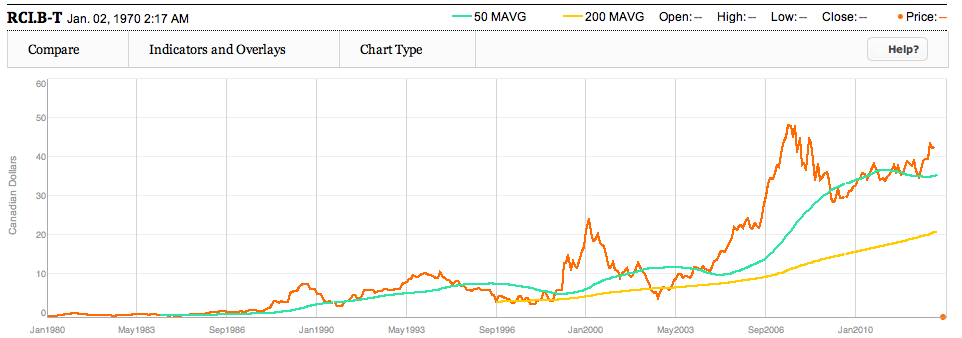 RCI.B-T Jan. 02, 1970 2:17 AM 50 MAVG 200 MAVG Open: -- High: -- Low: -- Close: -- Price: --
Compare Indicators and Overlays Chart Type Help?
60
50
40
30
20
10
0
Canadian Dollars
Jan1980 May1983 Sep1986 Jan1990 May1993 Sep1996 Jan2000 May2003 Sep2006 Jan2010